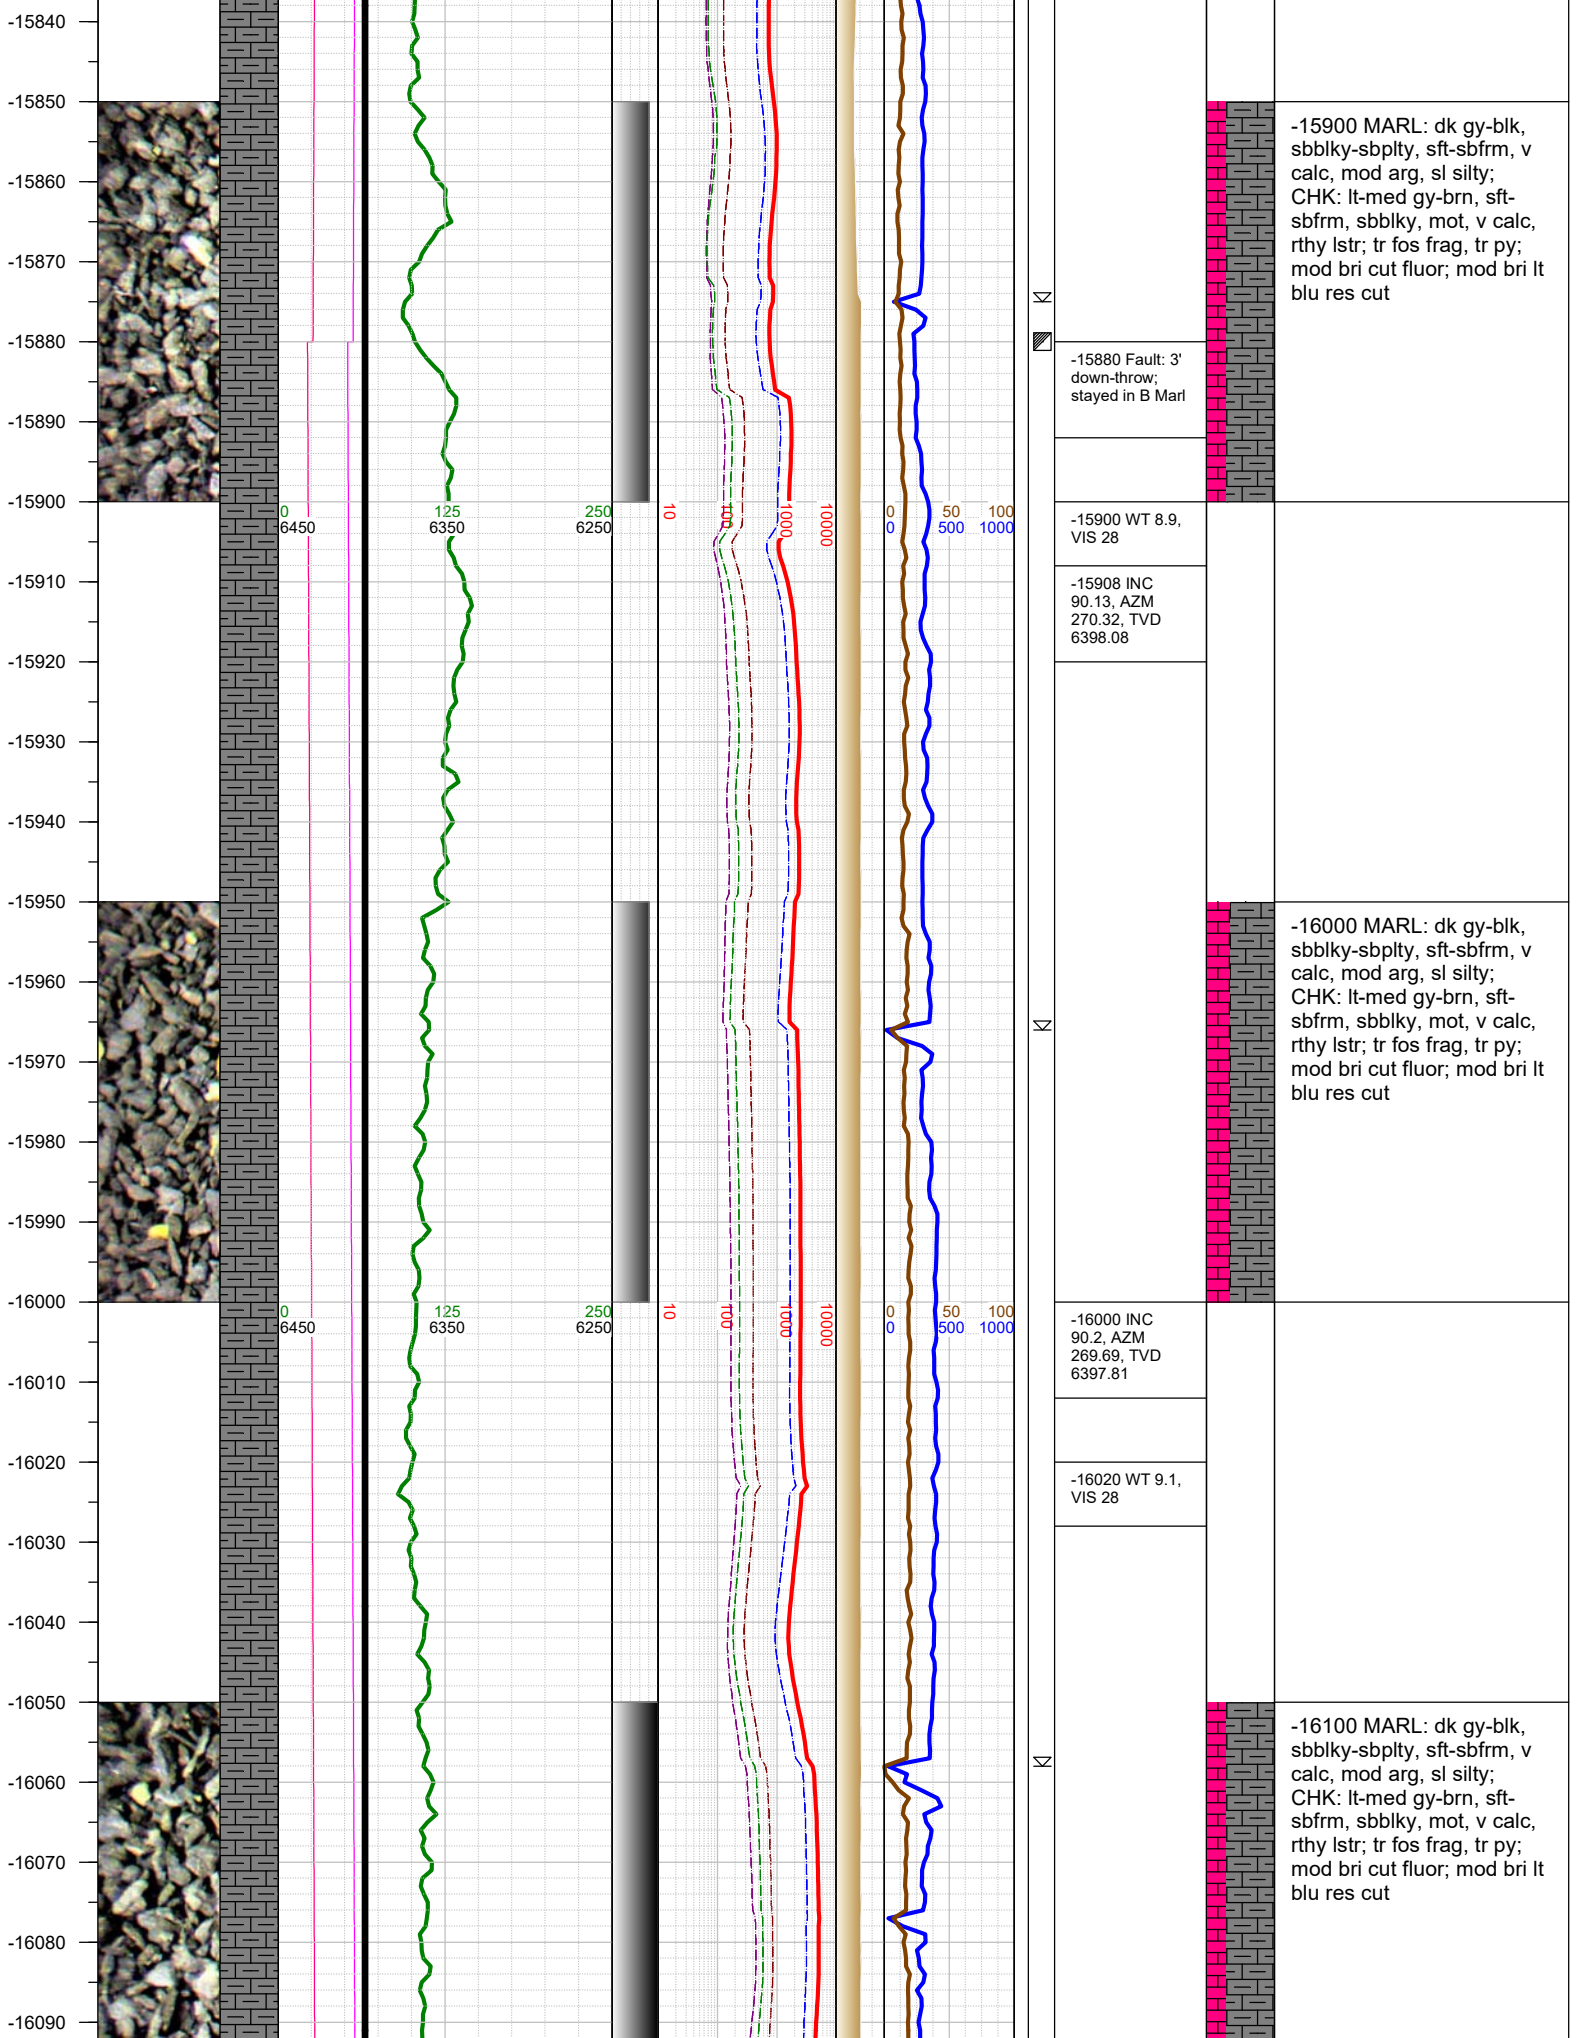 -15840
-15850
-15860
-15870
-15880
-15890
-15900
-15910
-15920
-15930
-15940
-15950
-15960
-15970
-15980
-15990
-16000
-16010
-16020
-16030
-16040
-16050
-16060
-16070
-16080
-16090
0 125 250
6450 6350 6250
10 100 1000 10000
0 50 100
0 500 1000
0 125 250
6450 6350 6250
10 100 1000 10000
0 50 100
0 500 1000
-15880 Fault: 3'
down-throw;
stayed in B Marl
-15900 WT 8.9,
VIS 28
-15908 INC
90.13, AZM
270.32, TVD
6398.08
-16000 INC
90.2, AZM
269.69, TVD
6397.81
-16020 WT 9.1,
VIS 28
-15900 MARL: dk gy-blk,
sbblky-sbplty, sft-sbfrm, v
calc, mod arg, sl silty;
CHK: lt-med gy-brn, sft-
sbfrm, sbblky, mot, v calc,
rthy lstr; tr fos frag, tr py;
mod bri cut fluor; mod bri lt
blu res cut
-16000 MARL: dk gy-blk,
sbblky-sbplty, sft-sbfrm, v
calc, mod arg, sl silty;
CHK: lt-med gy-brn, sft-
sbfrm, sbblky, mot, v calc,
rthy lstr; tr fos frag, tr py;
mod bri cut fluor; mod bri lt
blu res cut
-16100 MARL: dk gy-blk,
sbblky-sbplty, sft-sbfrm, v
calc, mod arg, sl silty;
CHK: lt-med gy-brn, sft-
sbfrm, sbblky, mot, v calc,
rthy lstr; tr fos frag, tr py;
mod bri cut fluor; mod bri lt
blu res cut